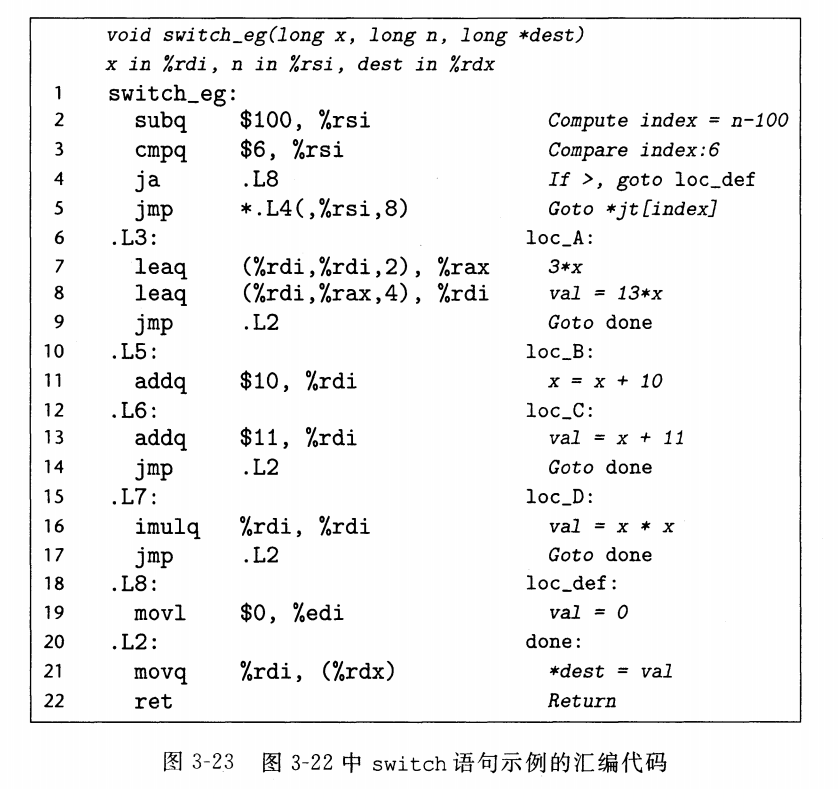 void switch_eg(long x, long n, long *dest)
x in %rdi, n in %rsi, dest in %rdx
1 switch_eg:
2 subq $100, %rsi Compute index = n-100
3 cmpq $6, %rsi Compare index:6
4 ja .L8 If >, goto loc_def
5 jmp *.L4(,%rsi,8) Goto *jt[index]
6 .L3: loc_A:
7 leaq (%rdi,%rdi,2), %rax 3*x
8 leaq (%rdi,%rax,4), %rdi val = 13*x
9 jmp .L2 Goto done
10 .L5: loc_B:
11 addq $10, %rdi x = x + 10
12 .L6: loc_C:
13 addq $11, %rdi val = x + 11
14 jmp .L2 Goto done
15 .L7: loc_D:
16 imulq %rdi, %rdi val = x * x
17 jmp .L2 Goto done
18 .L8: loc_def:
19 movl $0, %edi val = 0
20 .L2: done:
21 movq %rdi, (%rdx) *dest = val
22 ret Return
图 3-23 图 3-22 中 switch 语句示例的汇编代码